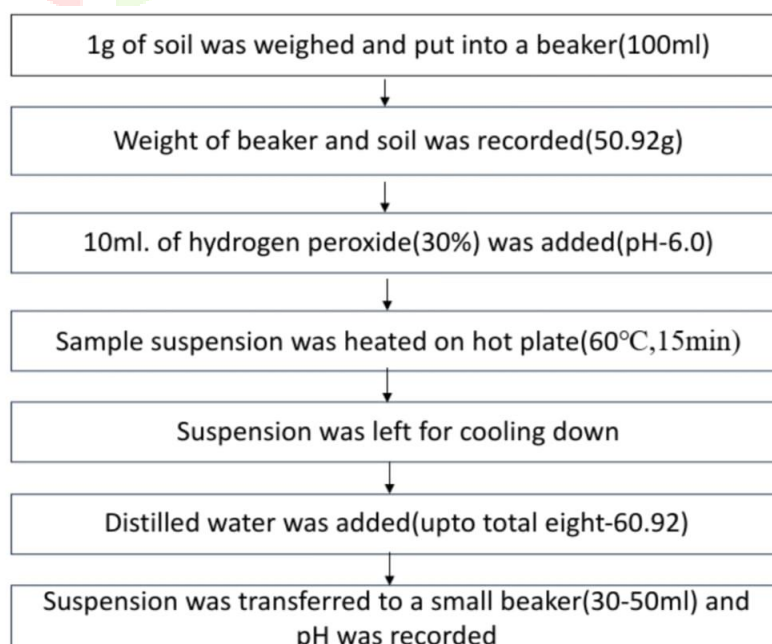 1g of soil was weighed and put into a beaker(100ml)
Weight of beaker and soil was recorded(50.92g)
10ml. of hydrogen peroxide(30%) was added(pH-6.0)
Sample suspension was heated on hot plate(60°C,15min)
Suspension was left for cooling down
Distilled water was added(upto total eight-60.92)
Suspension was transferred to a small beaker(30-50ml) and
pH was recorded